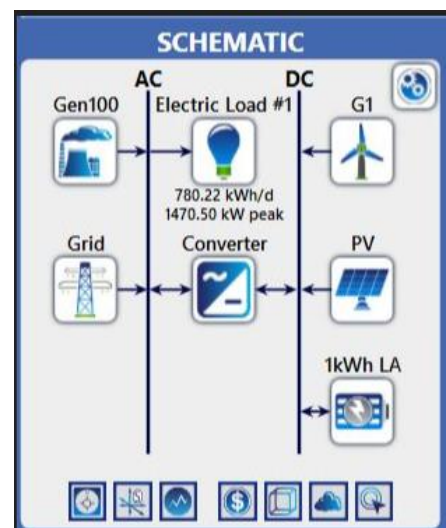 SCHEMATIC
AC
DC
Gen100
Electric Load #1
G1
780.22 kWh/d
1470.50 kW peak
Grid
Converter
PV
1kWh LA